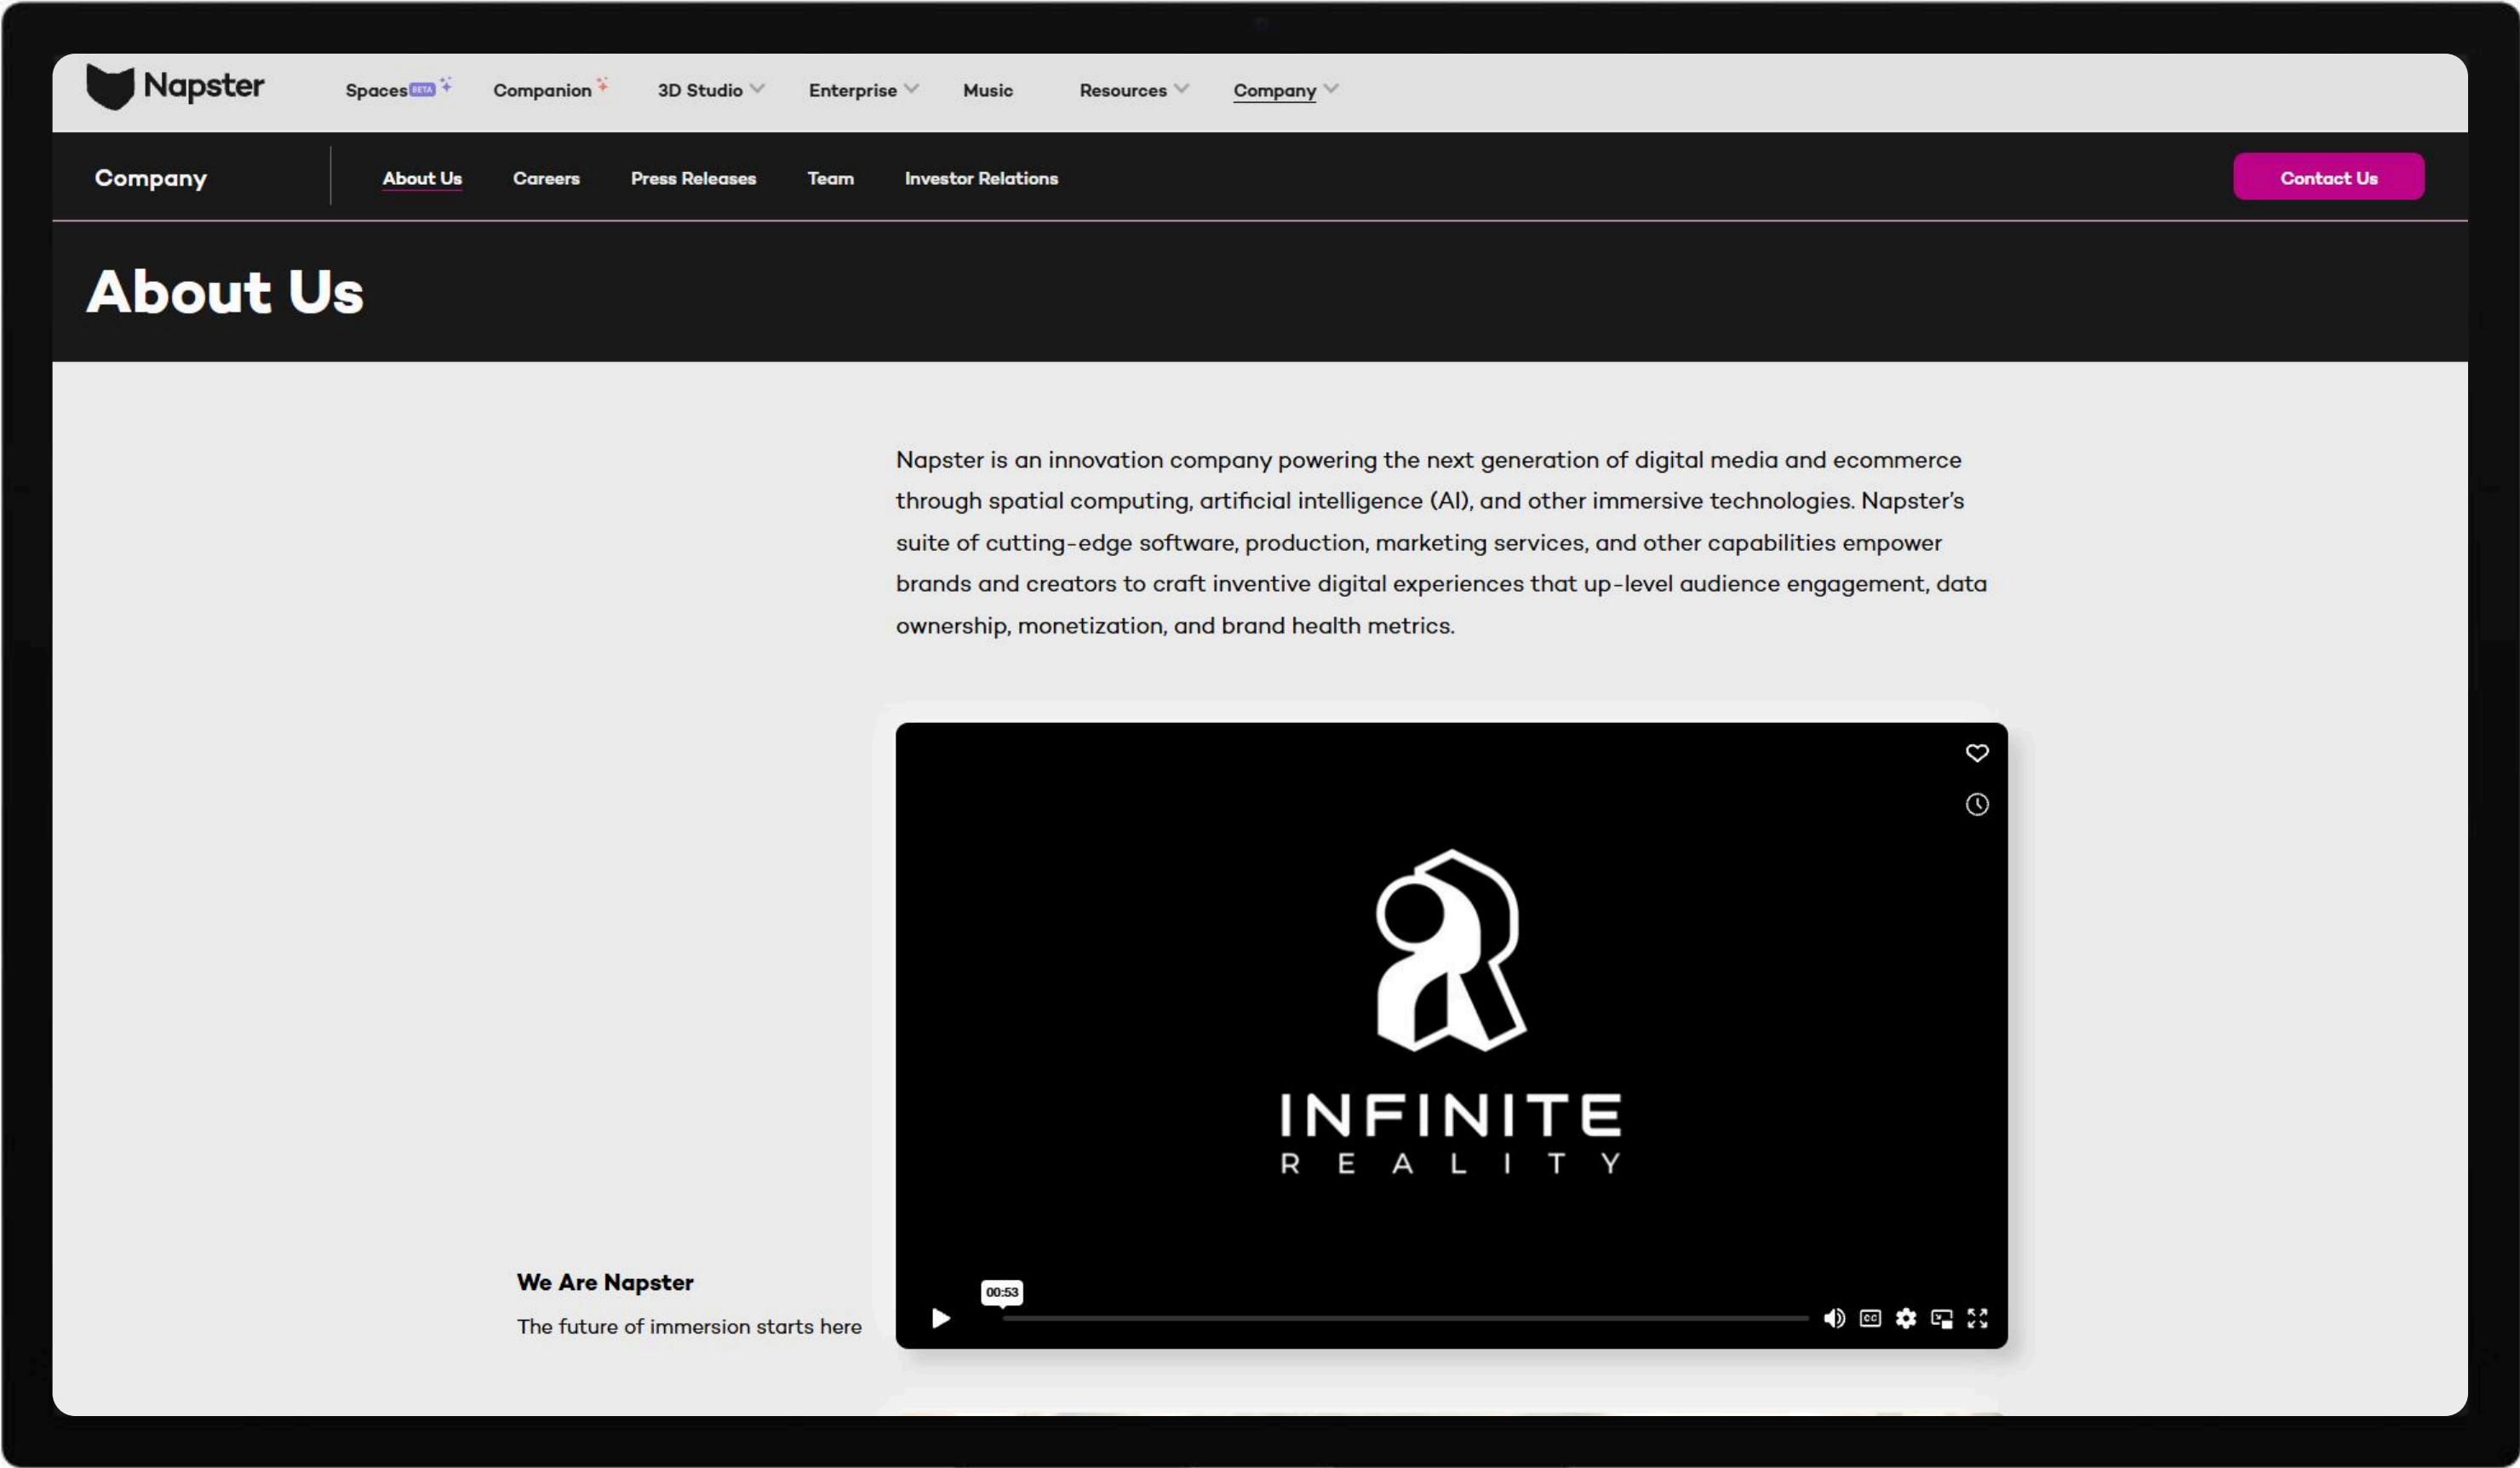 Napster
Spaces BETA
Companion
3D Studio
Enterprise
Music
Resources
Company
Company
About Us
Careers
Press Releases
Team
Investor Relations
Contact Us
About Us
Napster is an innovation company powering the next generation of digital media and ecommerce
through spatial computing, artificial intelligence (AI), and other immersive technologies. Napster’s
suite of cutting-edge software, production, marketing services, and other capabilities empower
brands and creators to craft inventive digital experiences that up-level audience engagement, data
ownership, monetization, and brand health metrics.
INFINITE
REALITY
We Are Napster
The future of immersion starts here
00:53
CC